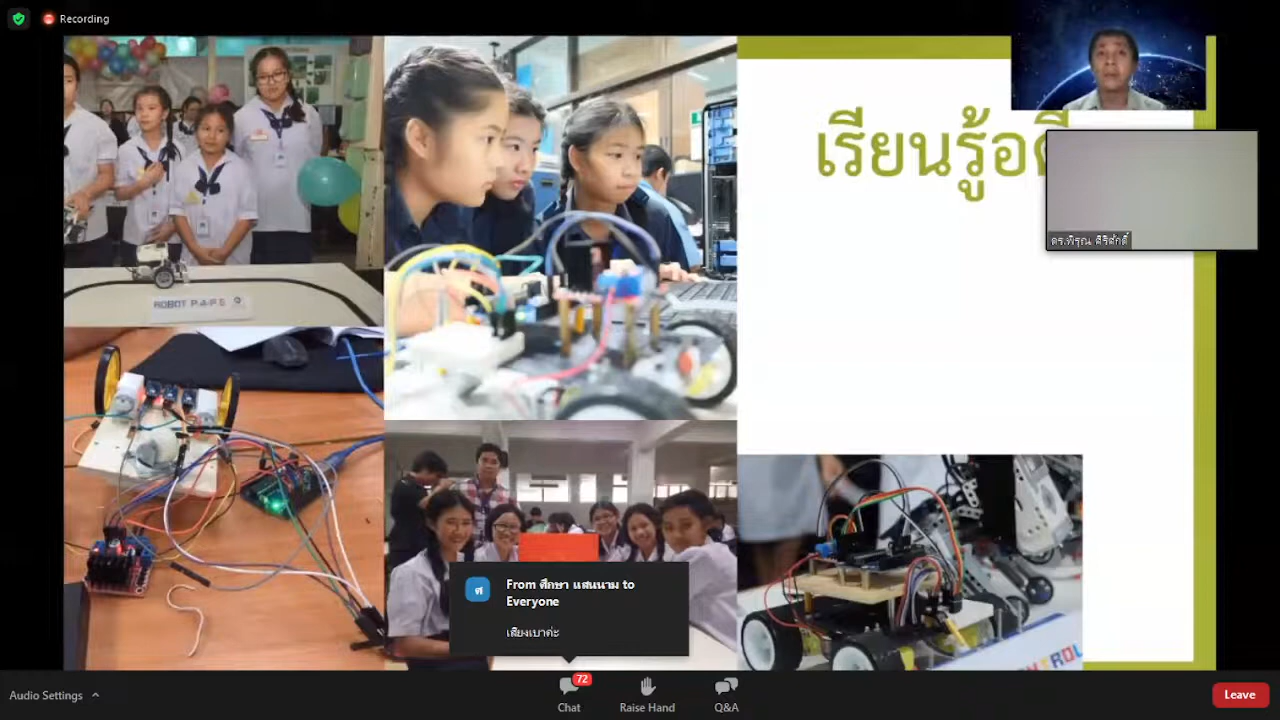 Recording
เรียนรู้อดี
ดร.พิรุณ ศิริศักดิ์
ROBOT P-A-P-E
From ศึกษา แสนนาม to
Everyone
เสียงเบาค่ะ
ศ
Audio Settings
72
Chat
Raise Hand
Q&A
Leave